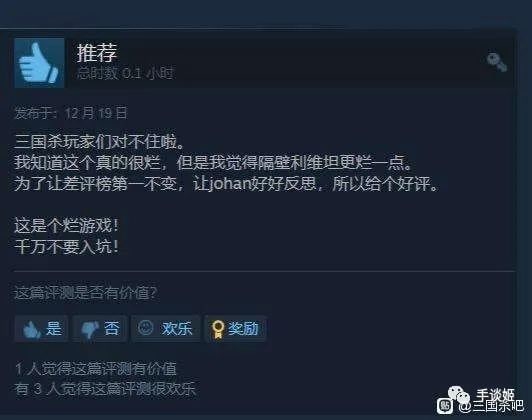 推荐
总时数 0.1 小时
发布于：12 月 19 日
三国杀玩家们对不住啦。
我知道这个真的很烂，但是我觉得隔壁利维坦更烂一点。
为了让差评榜第一不变，让johan好好反思，所以给个好评。
这是个烂游戏！
千万不要入坑！
这篇评测是否有价值？
是 否 欢乐 奖励
1 人觉得这篇评测有价值
有 3 人觉得这篇评测很欢乐
手谈姬
贴 @三国杀吧